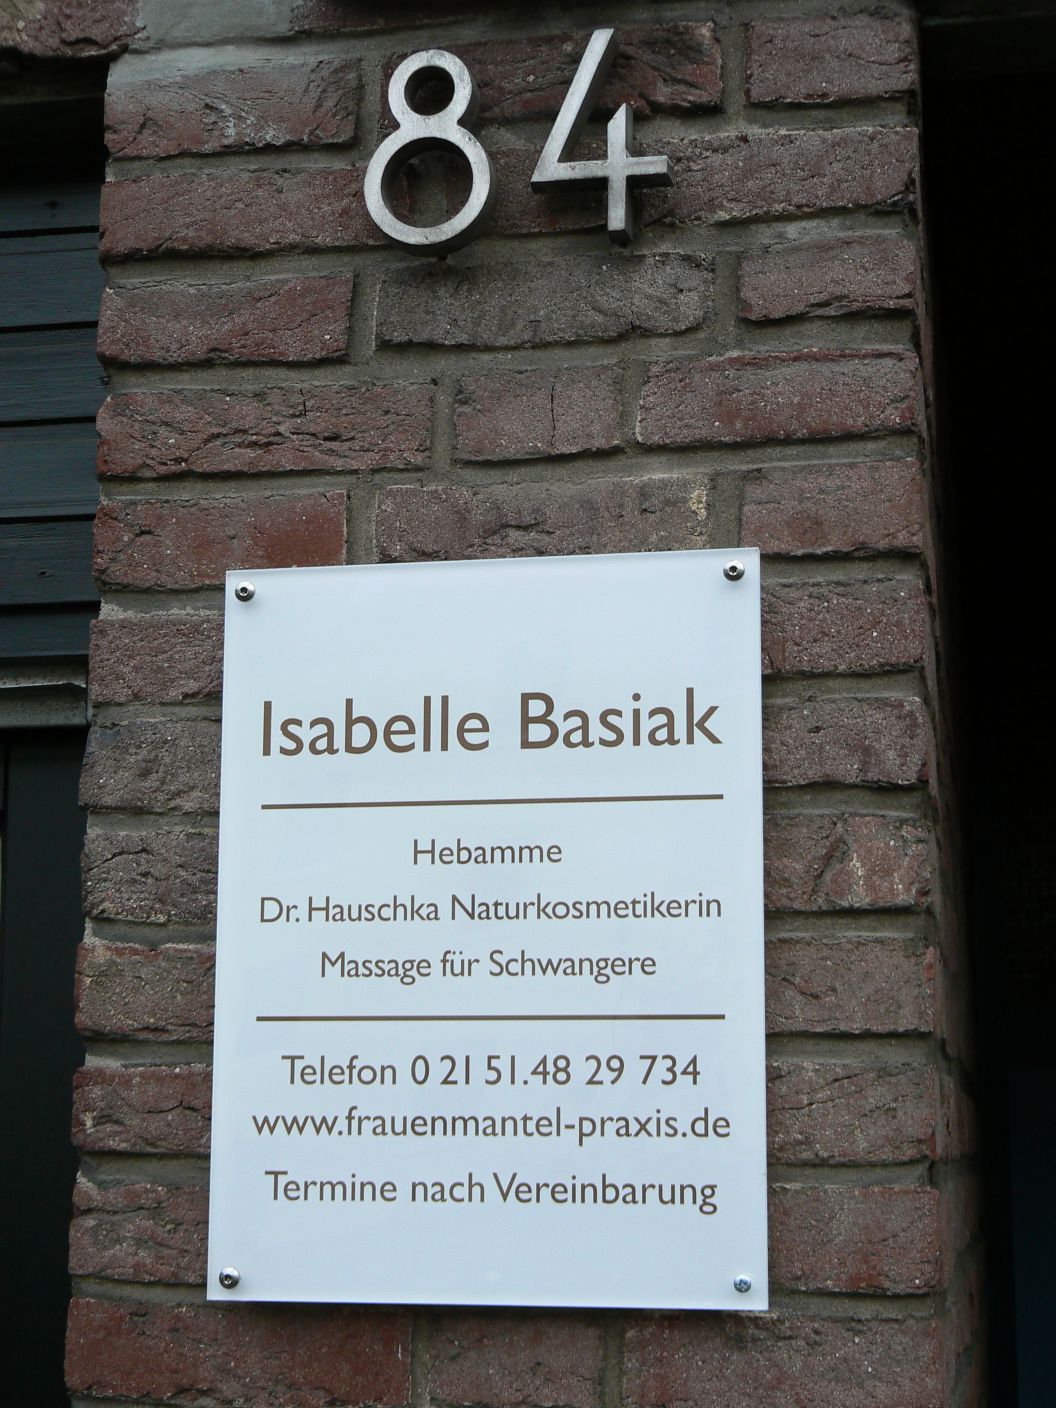 84
Isabelle Basiak
Hebamme
Dr. Hauschka Naturkosmetikerin
Massage für Schwangere
Telefon 0 21 51.48 29 734
www.frauenmantel-praxis.de
Termine nach Vereinbarung